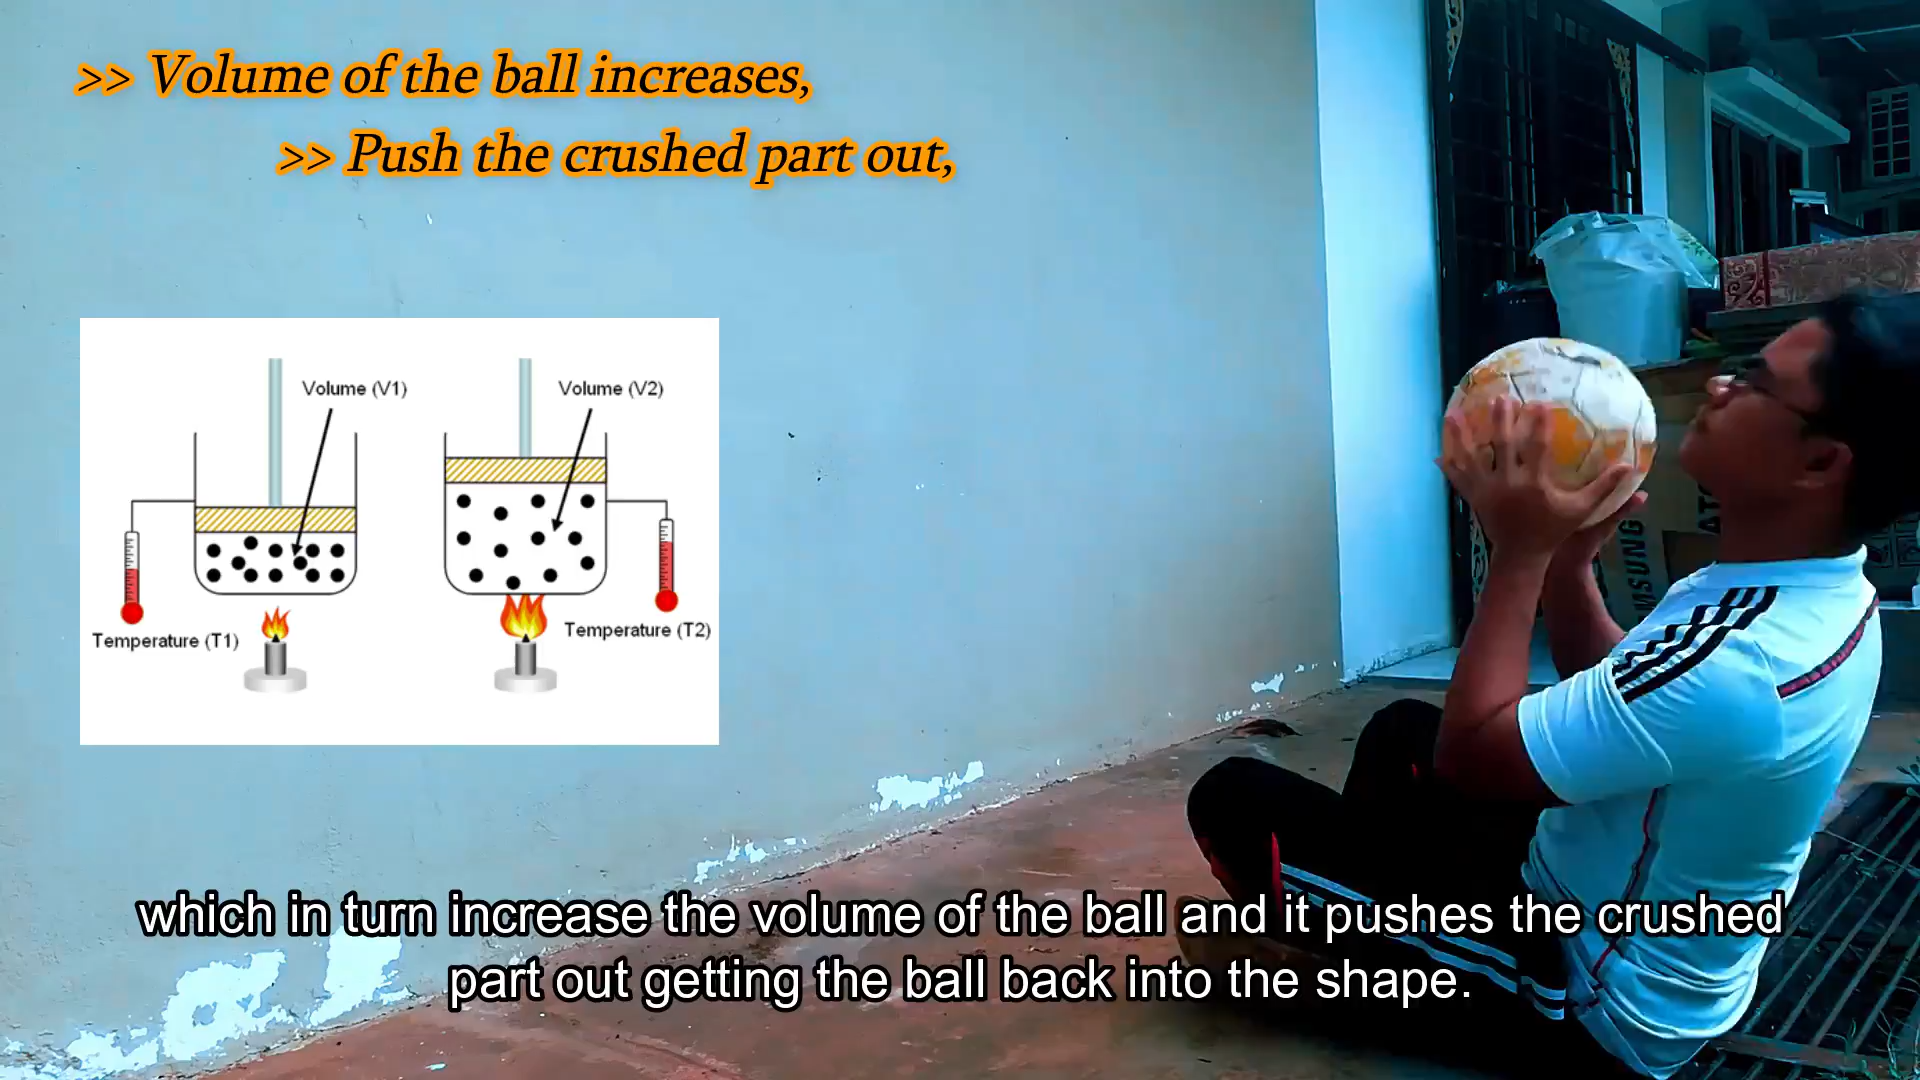 >> Volume of the ball increases,
>> Push the crushed part out,
Volume (V1)
Volume (V2)
Temperature (T1)
Temperature (T2)
MSUNG
which in turn increase the volume of the ball and it pushes the crushed
part out getting the ball back into the shape.